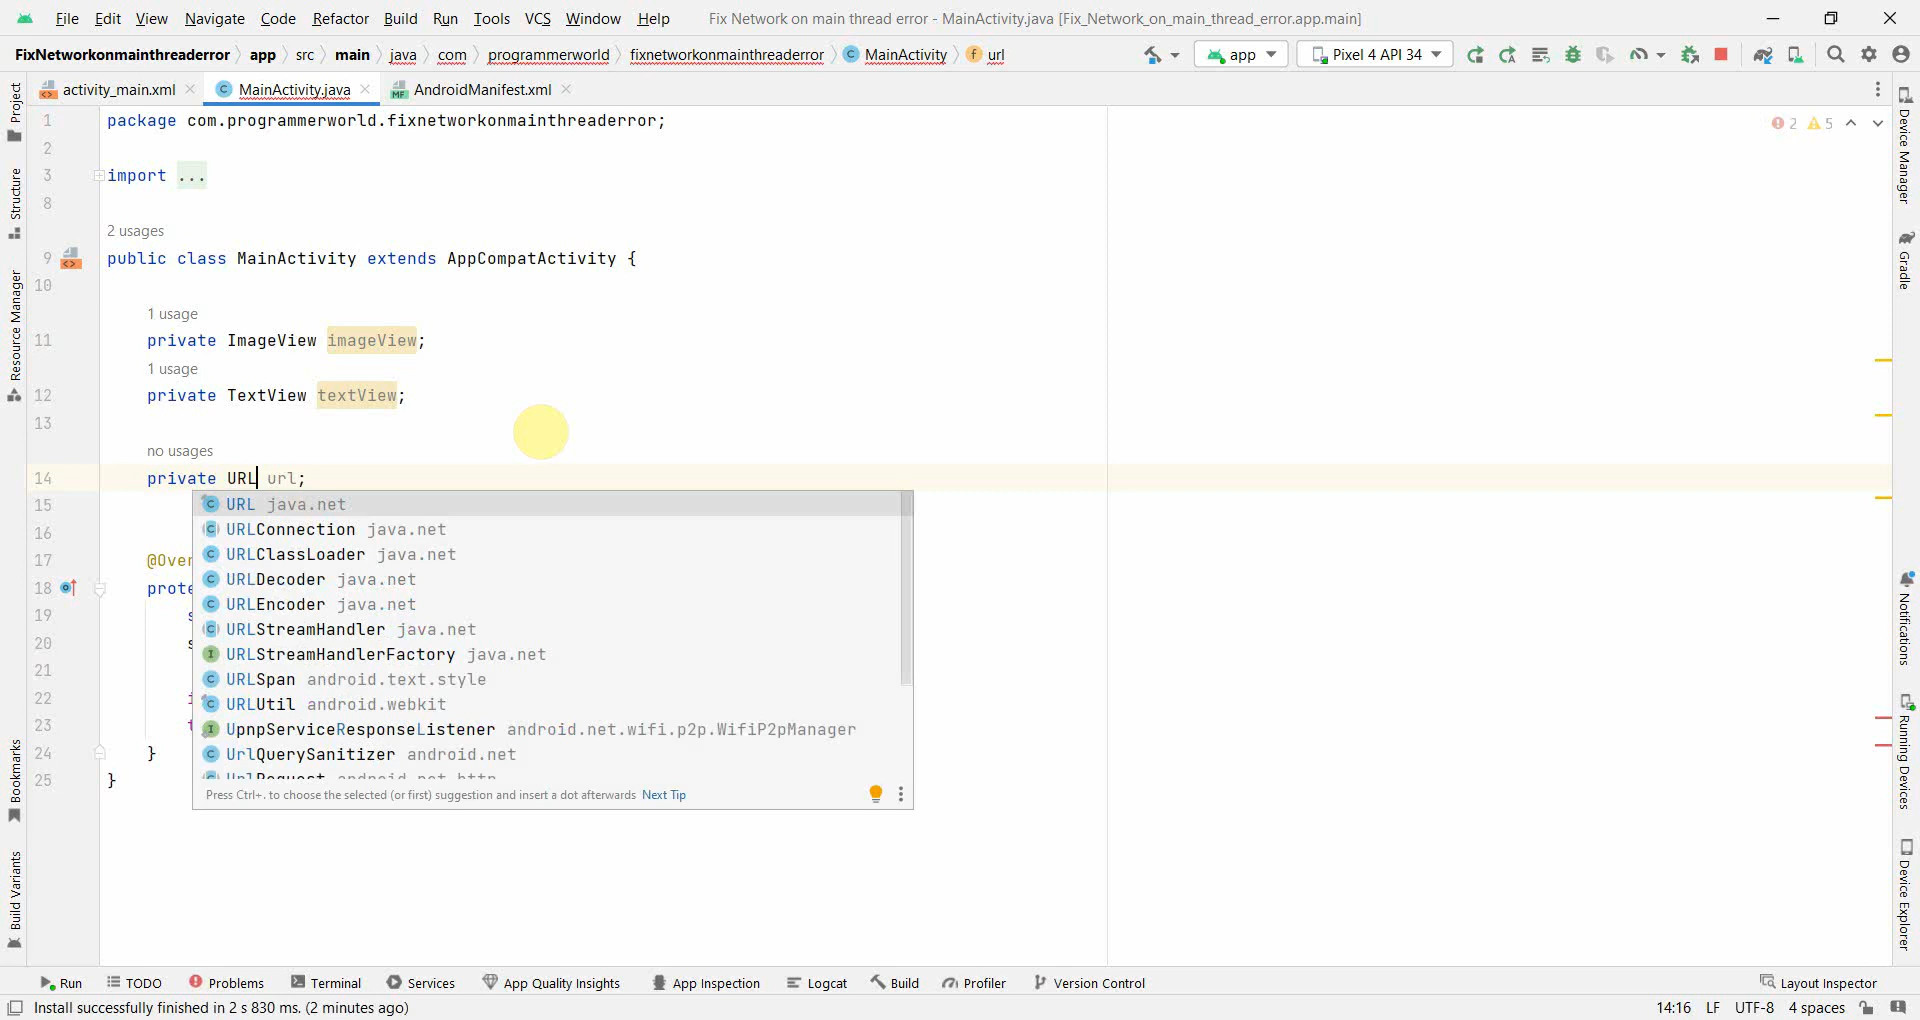 File Edit View Navigate Code Refactor Build Run Tools VCS Window Help Fix Network on main thread error - MainActivity.java [Fix_Network_on_main_thread_error.app.main]
FixNetworkonmainthreaderror app src main java com programmerworld fixnetworkonmainthreaderror C MainActivity f url app Pixel 4 API 34
activity_main.xml C MainActivity.java MF AndroidManifest.xml
Project
Structure
Resource Manager
Bookmarks
Build Variants
1 package com.programmerworld.fixnetworkonmainthreaderror; 2 5
2
3 import ...
8
2 usages
9 public class MainActivity extends AppCompatActivity {
10
1 usage
11 private ImageView imageView;
1 usage
12 private TextView textView;
13
no usages
14 private URL url;
15
16
17 @Over
18 prote
19 s
20 s
21
22 i
23 t
24 }
25 }
C URL java.net
C URLConnection java.net
C URLClassLoader java.net
C URLDecoder java.net
C URLEncoder java.net
C URLStreamHandler java.net
I URLStreamHandlerFactory java.net
C URLSpan android.text.style
C URLUtil android.webkit
I UpnpServiceResponseListener android.net.wifi.p2p.WifiP2pManager
C UrlQuerySanitizer android.net
Press Ctrl+. to choose the selected (or first) suggestion and insert a dot afterwards Next Tip
Device Manager
Gradle
Notifications
Running Devices
Device Explorer
Run TODO Problems Terminal Services App Quality Insights App Inspection Logcat Build Profiler Version Control Layout Inspector
Install successfully finished in 2 s 830 ms. (2 minutes ago) 14:16 LF UTF-8 4 spaces